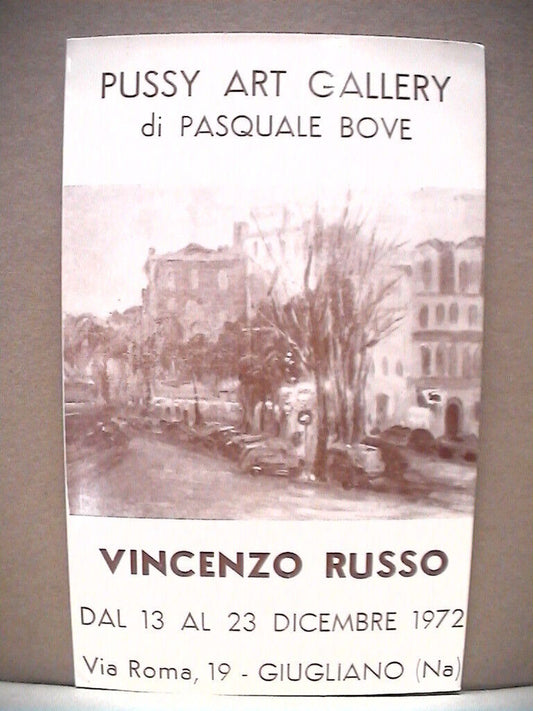 PUSSY ART GALLERY
di PASQUALE BOVE
VINCENZO RUSSO
DAL 13 AL 23 DICEMBRE 1972
Via Roma, 19 - GIUGLIANO (Na)